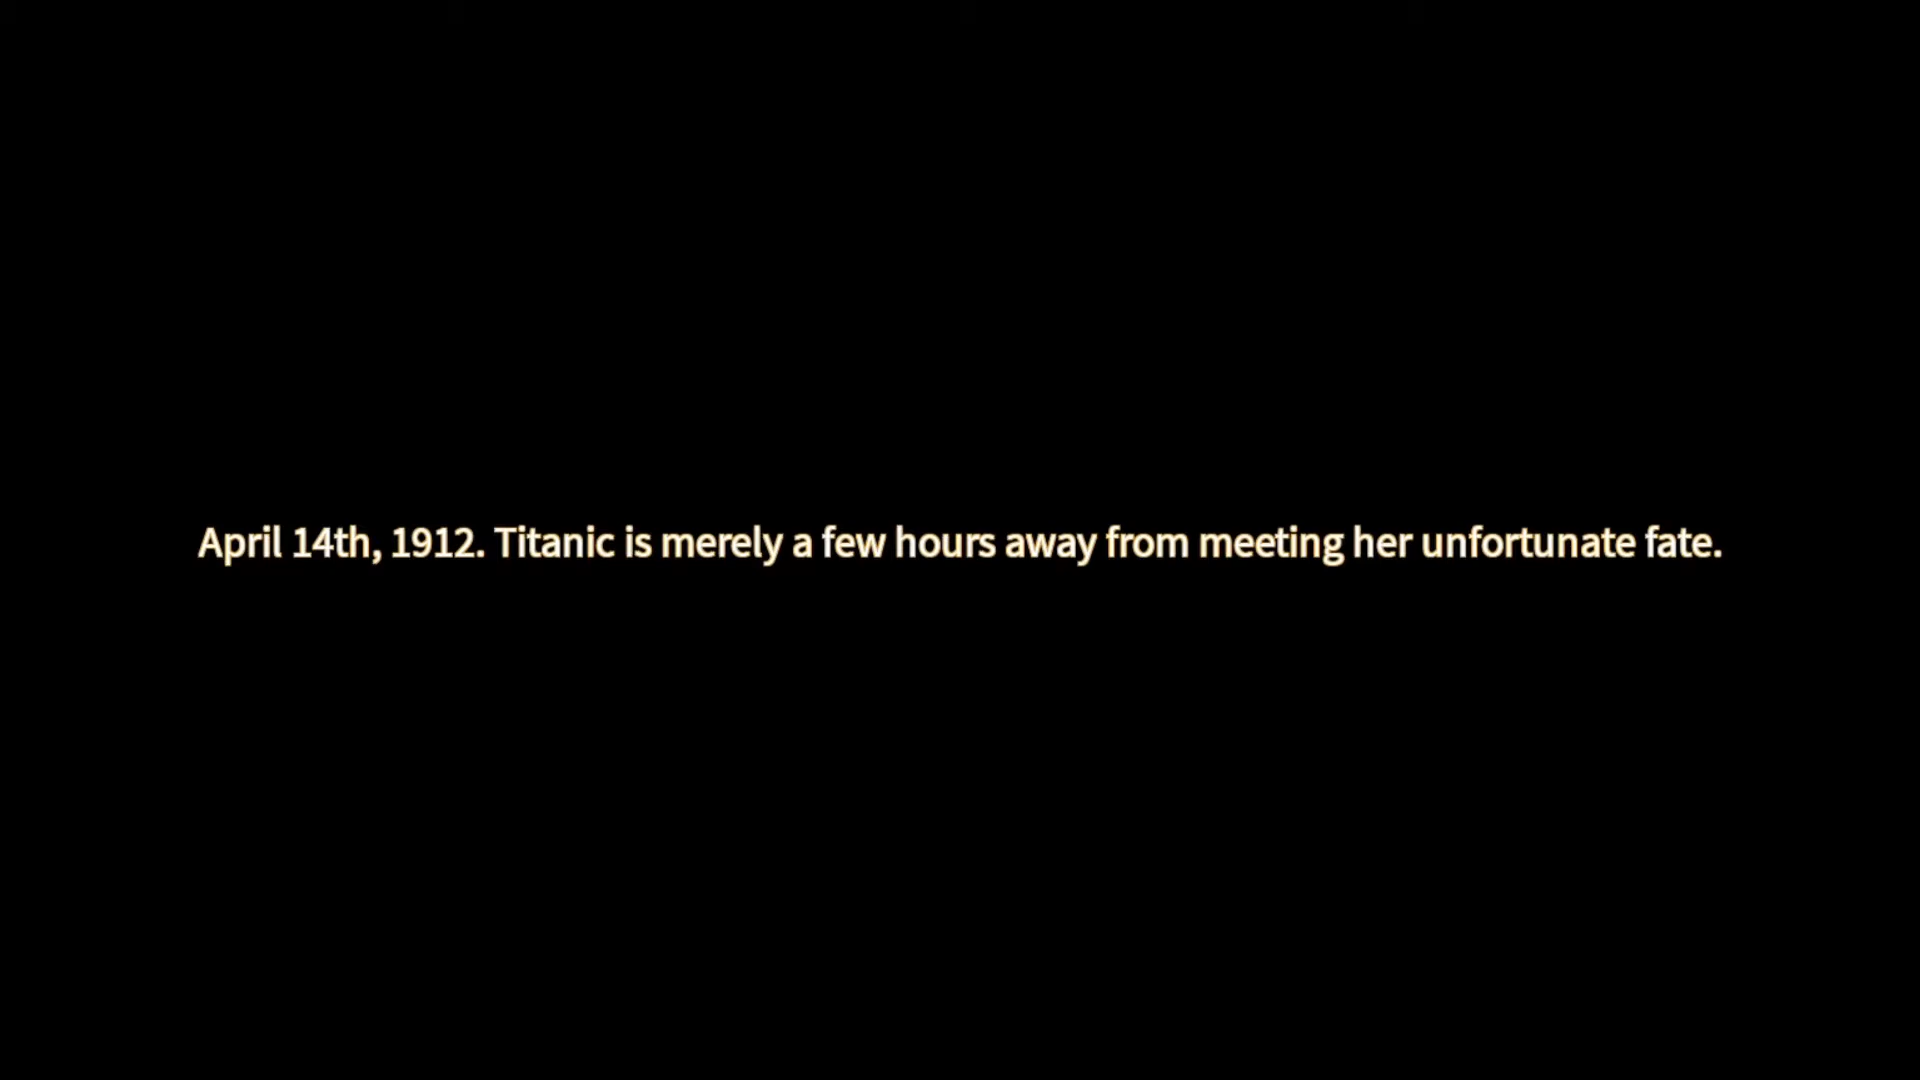 April 14th, 1912. Titanic is merely a few hours away from meeting her unfortunate fate.